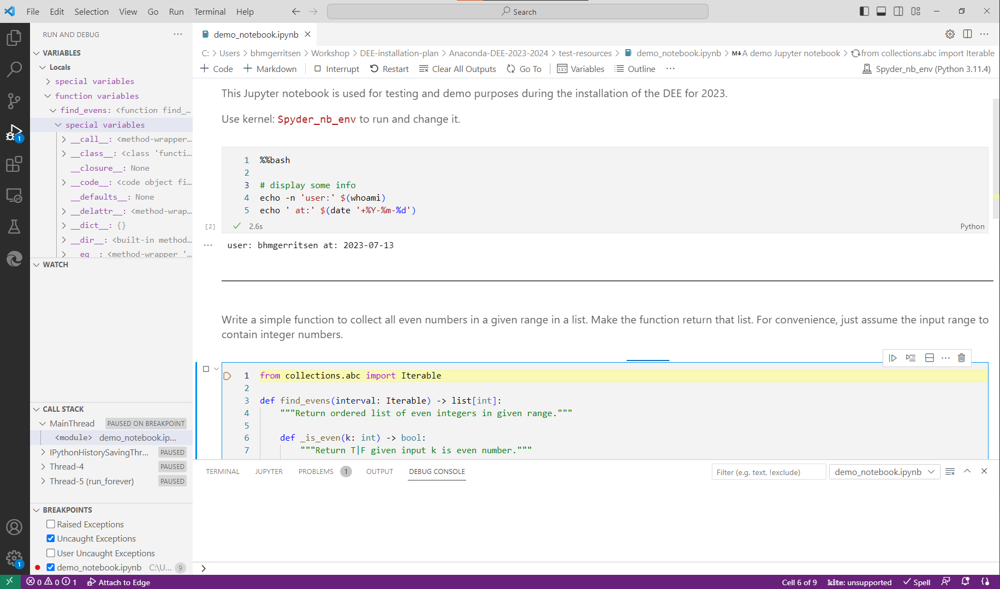 File Edit Selection View Go Run Terminal Help
Search
RUN AND DEBUG
demo_notebook.ipynb
VARIABLES
C: > Users > bhmgerritsen > Workshop > DEE-installation-plan > Anaconda-DEE-2023-2024 > test-resources > demo_notebook.ipynb > M↓A demo Jupyter notebook > from collections.abc import Iterable
Locals
+ Code + Markdown Interrupt Restart Clear All Outputs Go To Variables Outline ··· Spyder_nb_env (Python 3.11.4)
special variables
function variables
find_evens: <function find_...
special variables
__call__: <method-wrapper...
__class__: <class 'functi...
__closure__: None
__code__: <code object fi...
__defaults__: None
__delattr__: <method-wrap...
__dict__: {}
__dir__: <built-in method...
__eq__: <method-wrapper '...
This Jupyter notebook is used for testing and demo purposes during the installation of the DEE for 2023.
Use kernel: Spyder_nb_env to run and change it.
1 %%bash
2
3 # display some info
4 echo -n 'user:' $(whoami)
5 echo ' at:' $(date '+%Y-%m-%d')
[2] 2.6s Python
user: bhmgerritsen at: 2023-07-13
WATCH
Write a simple function to collect all even numbers in a given range in a list. Make the function return that list. For convenience, just assume the input range to
contain integer numbers.
1 from collections.abc import Iterable
2
3 def find_evens(interval: Iterable) -> list[int]:
4 """Return ordered list of even integers in given range."""
5
6 def _is_even(k: int) -> bool:
7 """Return T|F given input k is even number."""
CALL STACK
MainThread PAUSED ON BREAKPOINT
<module> demo_notebook.ip...
IPythonHistorySavingThr... PAUSED
Thread-4 PAUSED
Thread-5 (run_forever) PAUSED
TERMINAL JUPYTER PROBLEMS 1 OUTPUT DEBUG CONSOLE
Filter (e.g. text, !exclude) demo_notebook.ipynb
BREAKPOINTS
Raised Exceptions
Uncaught Exceptions
User Uncaught Exceptions
demo_notebook.ipynb C:\U... 9
1
1
0 0 1 Attach to Edge Cell 6 of 9 kite: unsupported Spell